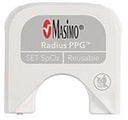 Masimo®
Radius PPG™
SET SpO2 | Reusable